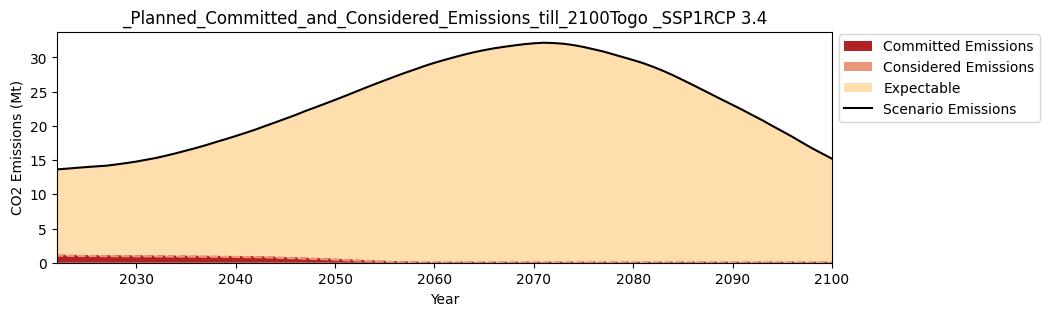 _Planned_Committed_and_Considered_Emissions_till_2100Togo _SSP1RCP 3.4
CO2 Emissions (Mt)
30
25
20
15
10
5
0
2030 2040 2050 2060 2070 2080 2090 2100
Year
Committed Emissions
Considered Emissions
Expectable
Scenario Emissions